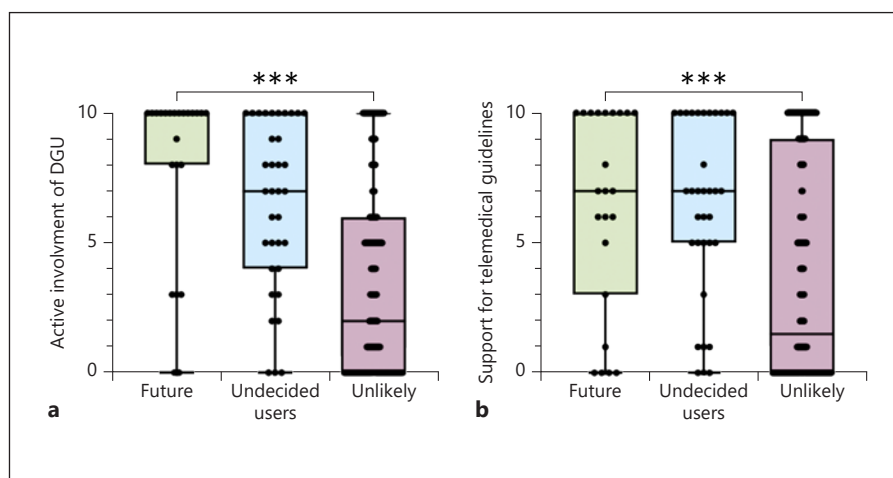 ***
Active involvment of DGU
10
5
0
Future
Undecided
users
Unlikely
a
***
Support for telemedical guidelines
10
5
0
Future
Undecided
users
Unlikely
b